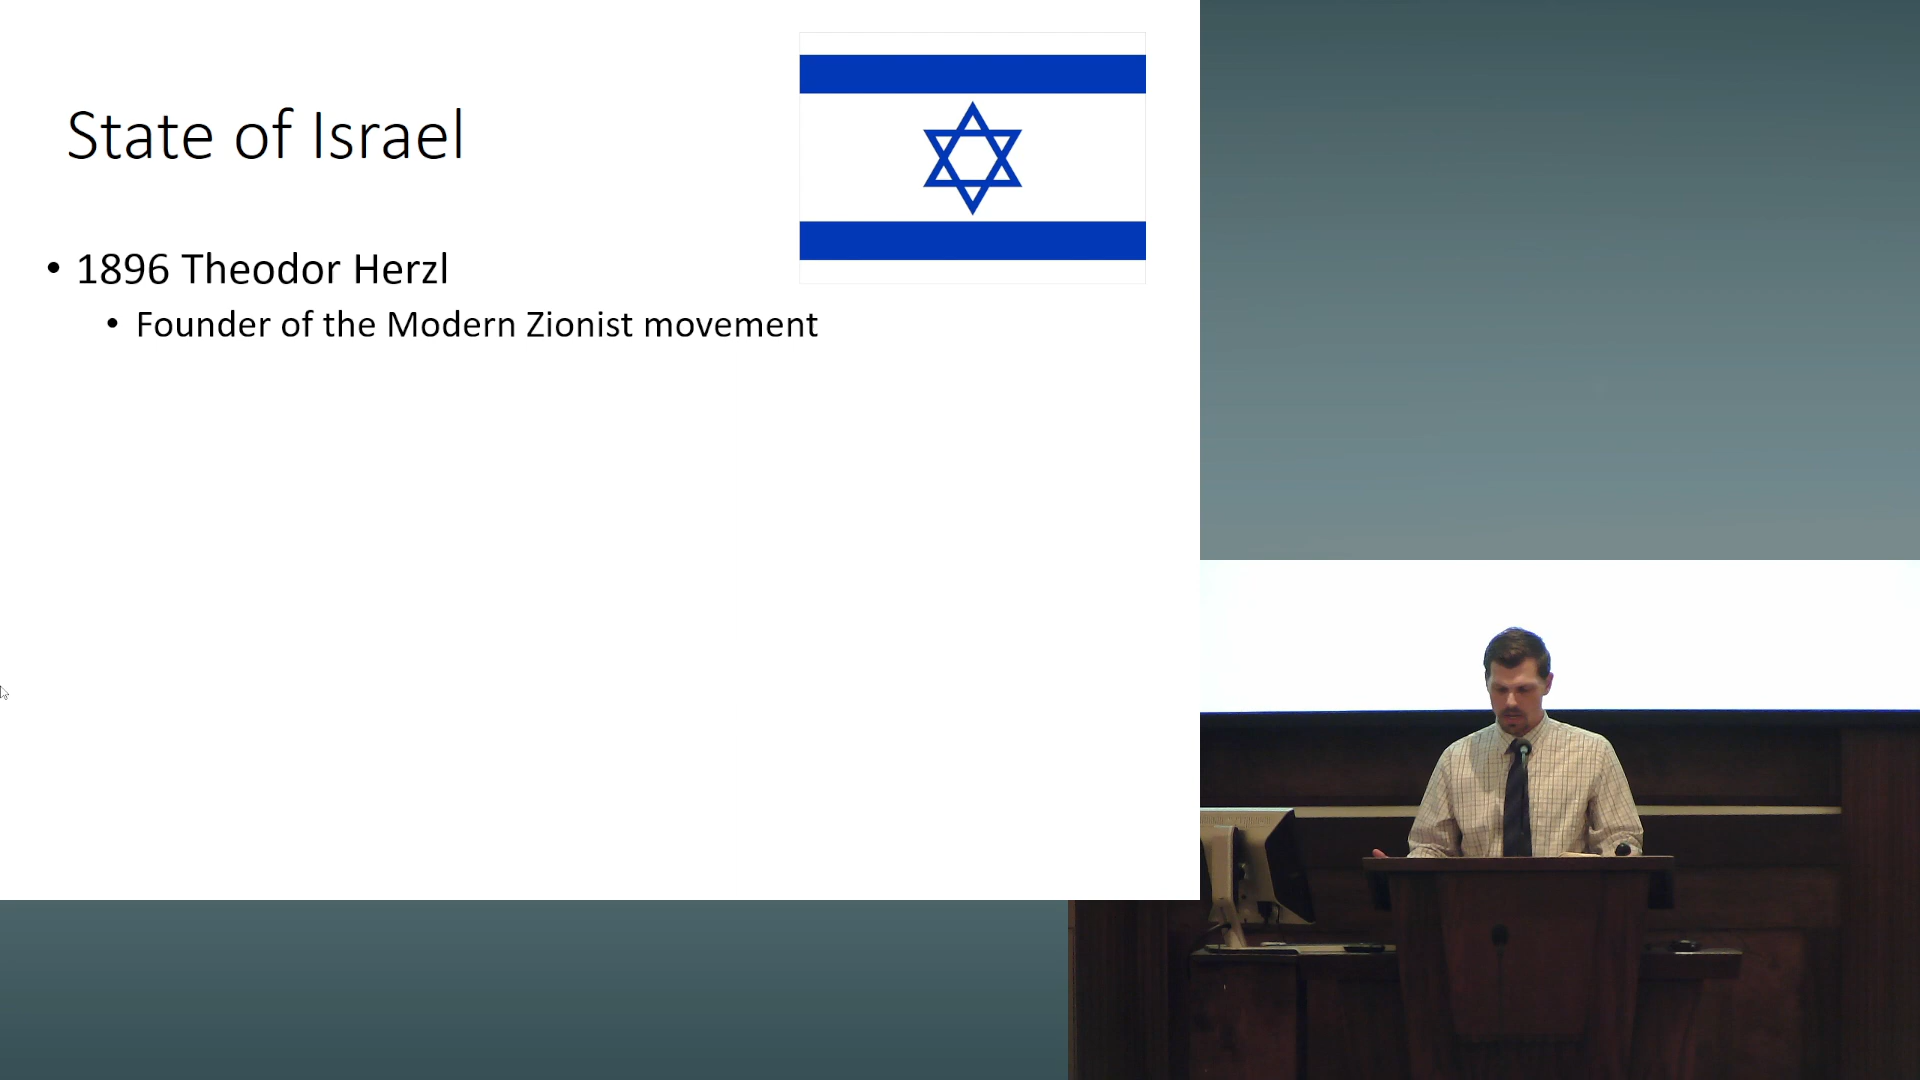 State of Israel
• 1896 Theodor Herzl
• Founder of the Modern Zionist movement